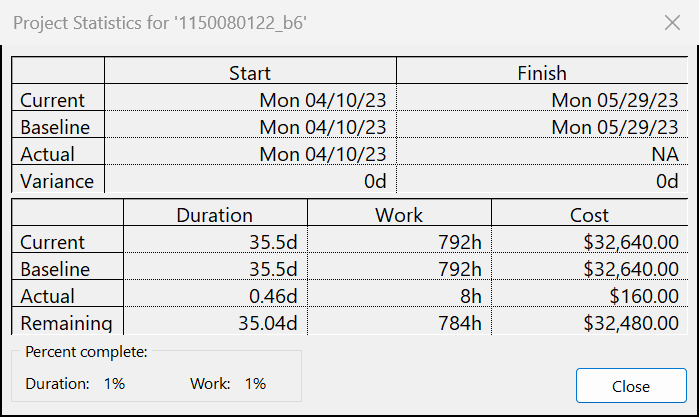 Project Statistics for '1150080122_b6'
Start Finish
Current Mon 04/10/23 Mon 05/29/23
Baseline Mon 04/10/23 Mon 05/29/23
Actual Mon 04/10/23 NA
Variance 0d 0d
Duration Work Cost
Current 35.5d 792h $32,640.00
Baseline 35.5d 792h $32,640.00
Actual 0.46d 8h $160.00
Remaining 35.04d 784h $32,480.00
Percent complete:
Duration: 1% Work: 1%
Close